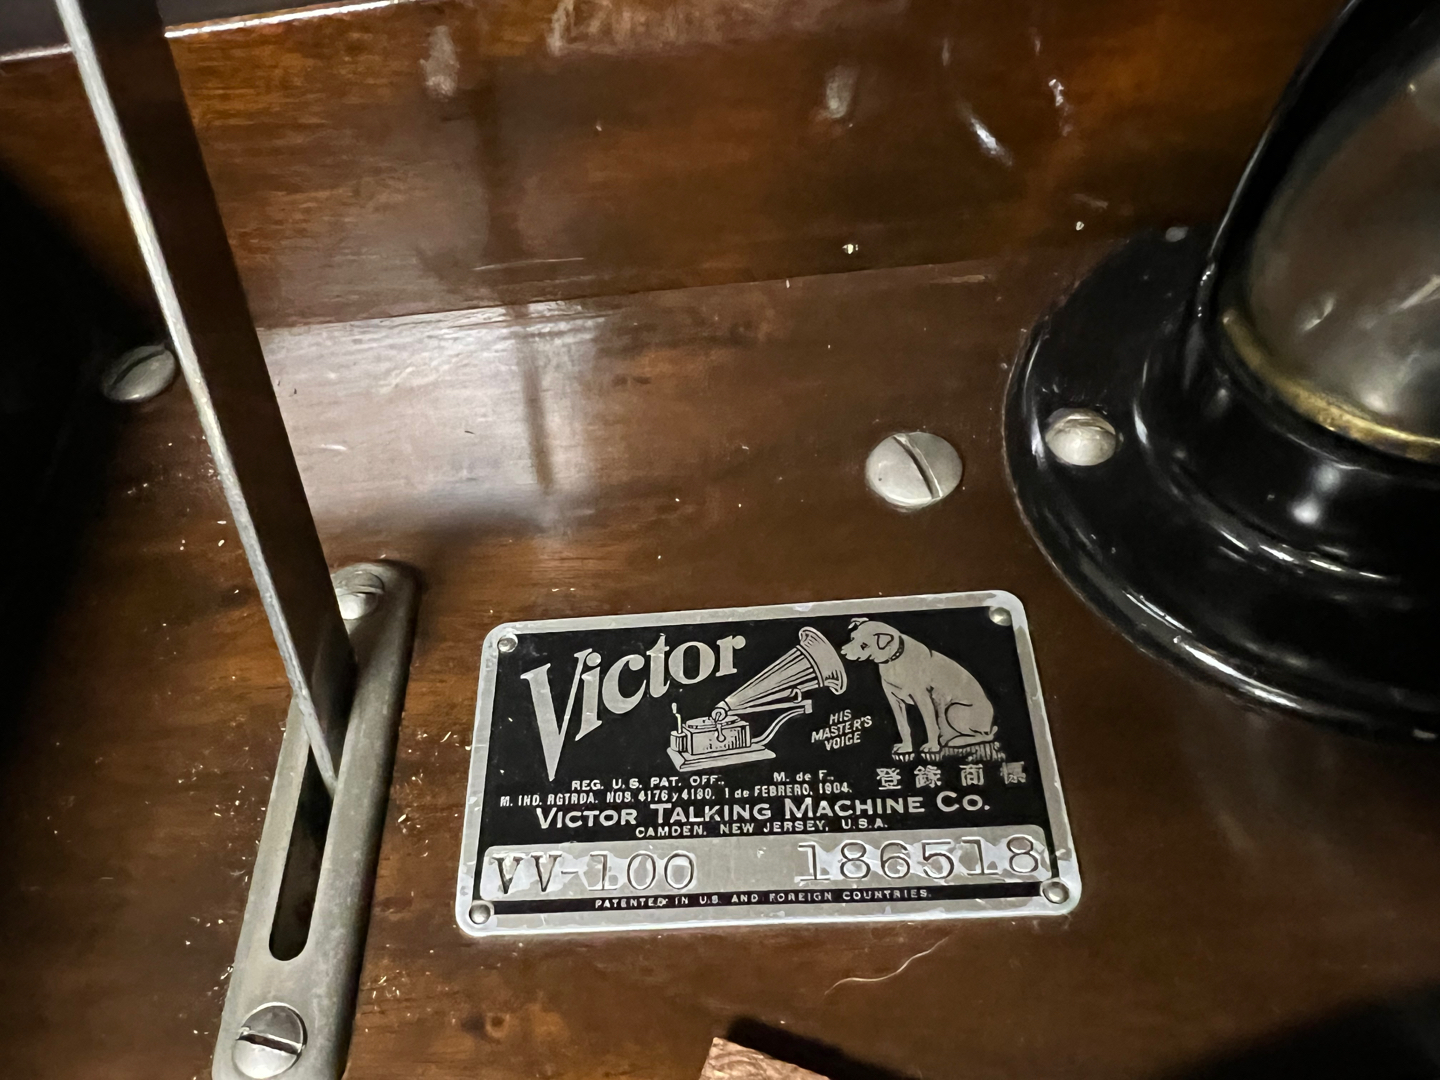 Victor
HIS
MASTER'S
VOICE
REG. U. S. PAT. OFF., M. de F.,
M. IND. RGTRDA. NOS. 4176 y 4180, 1 de FEBRERO, 1904. 登錄商標
VICTOR TALKING MACHINE CO.
CAMDEN, NEW JERSEY, U.S.A.
VV-100 186518
PATENTED IN U.S. AND FOREIGN COUNTRIES.